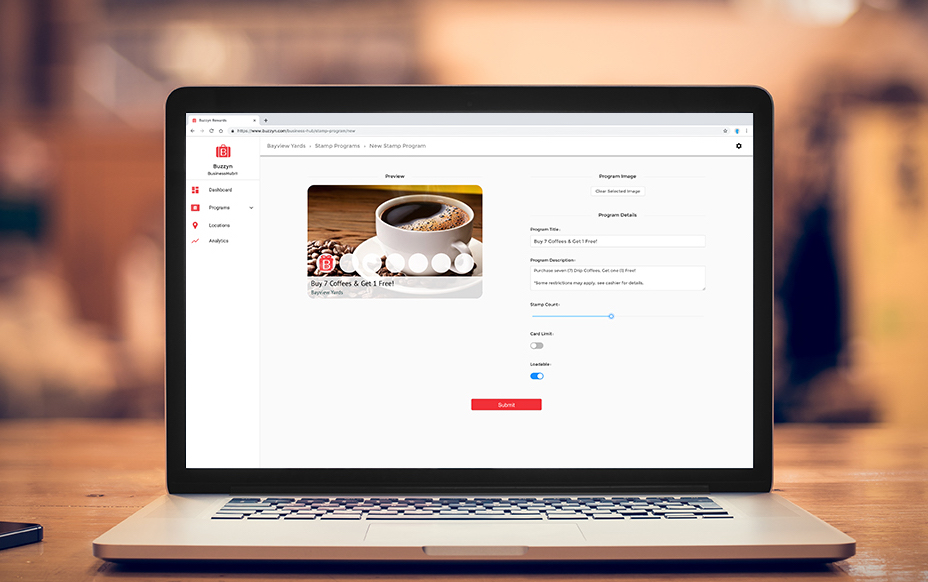 Buzzyn Rewards
https://www.buzzyn.com/business-hub/stamp-program/new
B
Buzzyn
BusinessHubV1
Dashboard
Programs
Locations
Analytics
Bayview Yards > Stamp Programs > New Stamp Program
Preview
B
Buy 7 Coffees & Get 1 Free!
Bayview Yards
Program Image
Clear Selected Image
Program Details
Program Title*
Buy 7 Coffees & Get 1 Free!
Program Description*
Purchase seven (7) Drip Coffees. Get one (1) Free!
*Some restrictions may apply, see cashier for details.
Stamp Count*
Card Limit*
Loadable*
Submit